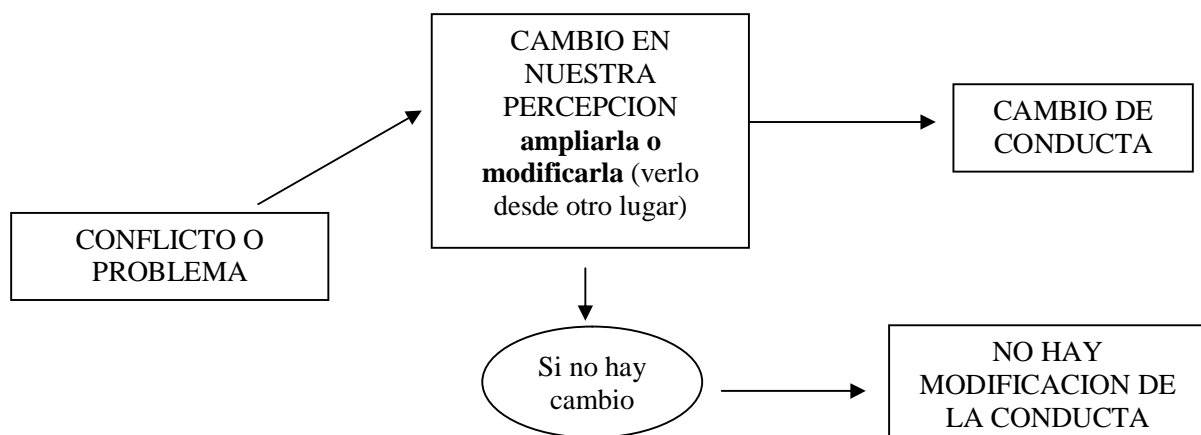 CAMBIO EN
NUESTRA
PERCEPCION
ampliarla o
modificarla (verlo
desde otro lugar)
CAMBIO DE
CONDUCTA
CONFLICTO O
PROBLEMA
Si no hay
cambio
NO HAY
MODIFICACION DE
LA CONDUCTA